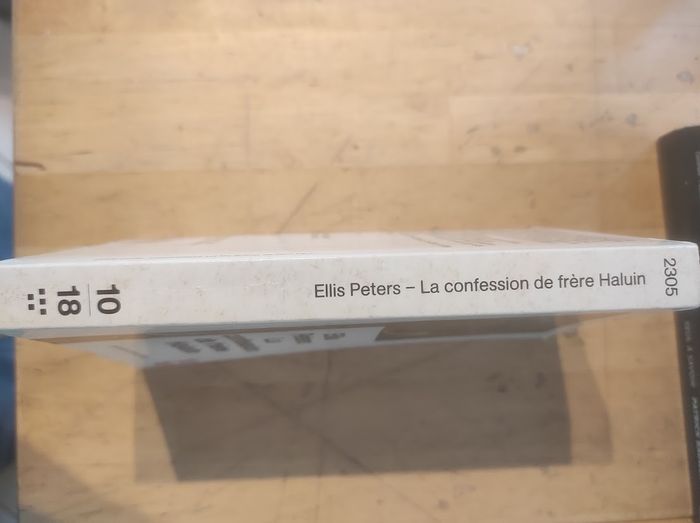 10
18
Ellis Peters – La confession de frère Haluin
2305